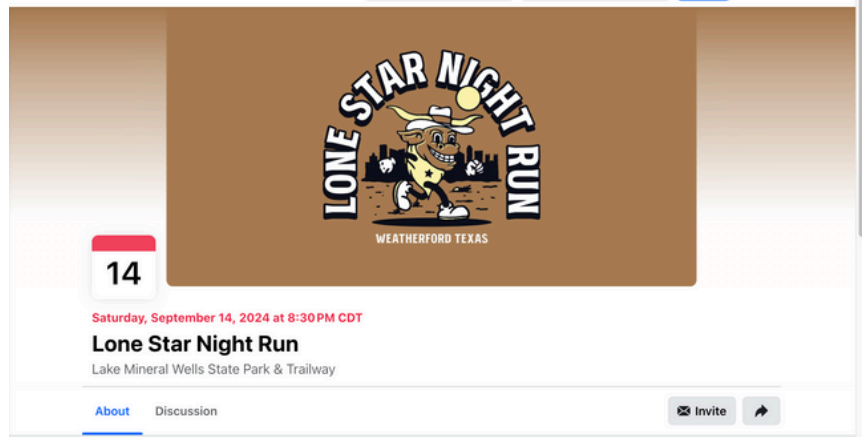 LONE STAR NIGHT RUN
WEATHERFORD TEXAS
14
Saturday, September 14, 2024 at 8:30 PM CDT
Lone Star Night Run
Lake Mineral Wells State Park & Trailway
About
Discussion
Invite